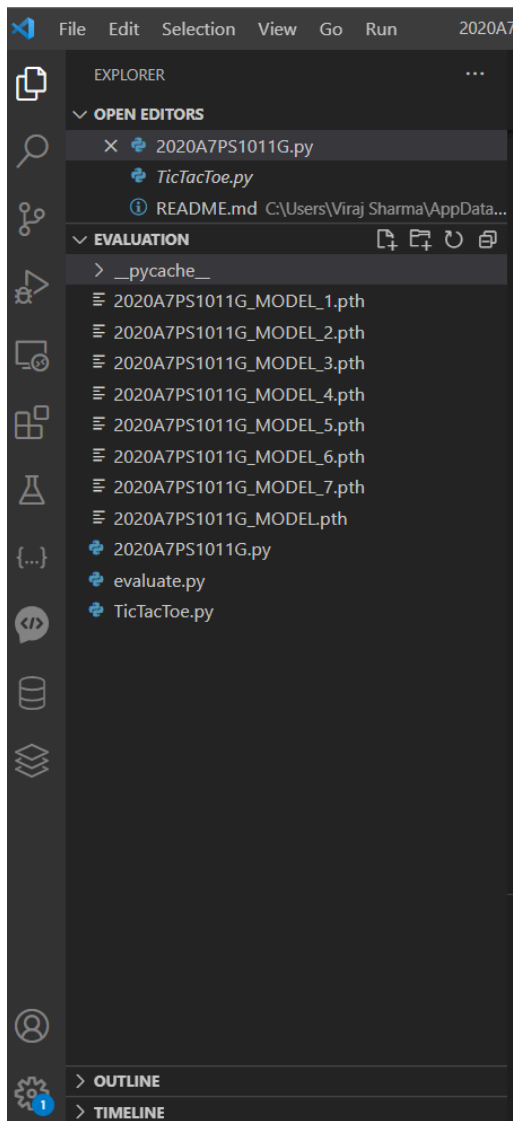 File Edit Selection View Go Run 2020A7
EXPLORER ...
OPEN EDITORS
2020A7PS1011G.py
TicTacToe.py
README.md C:\Users\Viraj Sharma\AppData...
EVALUATION
__pycache__
2020A7PS1011G_MODEL_1.pth
2020A7PS1011G_MODEL_2.pth
2020A7PS1011G_MODEL_3.pth
2020A7PS1011G_MODEL_4.pth
2020A7PS1011G_MODEL_5.pth
2020A7PS1011G_MODEL_6.pth
2020A7PS1011G_MODEL_7.pth
2020A7PS1011G_MODEL.pth
2020A7PS1011G.py
evaluate.py
TicTacToe.py
OUTLINE
1
TIMELINE